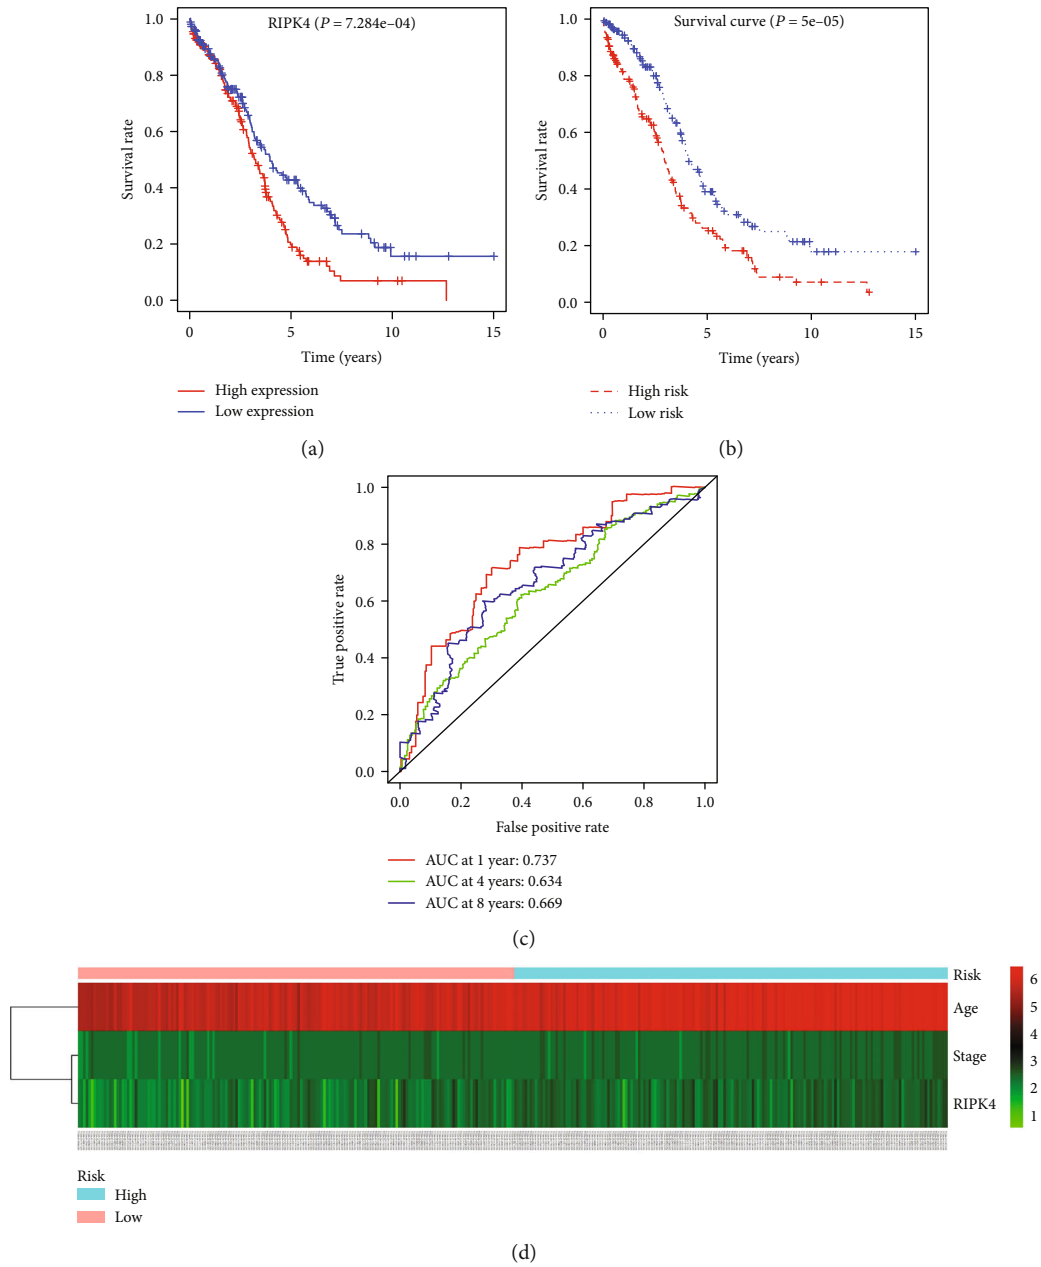 RIPK4 (P = 7.284e–04)
Survival rate
1.0
0.8
0.6
0.4
0.2
0.0
0 5 10 15
Time (years)
High expression
Low expression
(a)
Survival curve (P = 5e–05)
Survival rate
1.0
0.8
0.6
0.4
0.2
0.0
0 5 10 15
Time (years)
High risk
Low risk
(b)
True positive rate
1.0
0.8
0.6
0.4
0.2
0.0
0.0 0.2 0.4 0.6 0.8 1.0
False positive rate
AUC at 1 year: 0.737
AUC at 4 years: 0.634
AUC at 8 years: 0.669
(c)
Risk
Age
Stage
RIPK4
6
5
4
3
2
1
Risk
High
Low
(d)